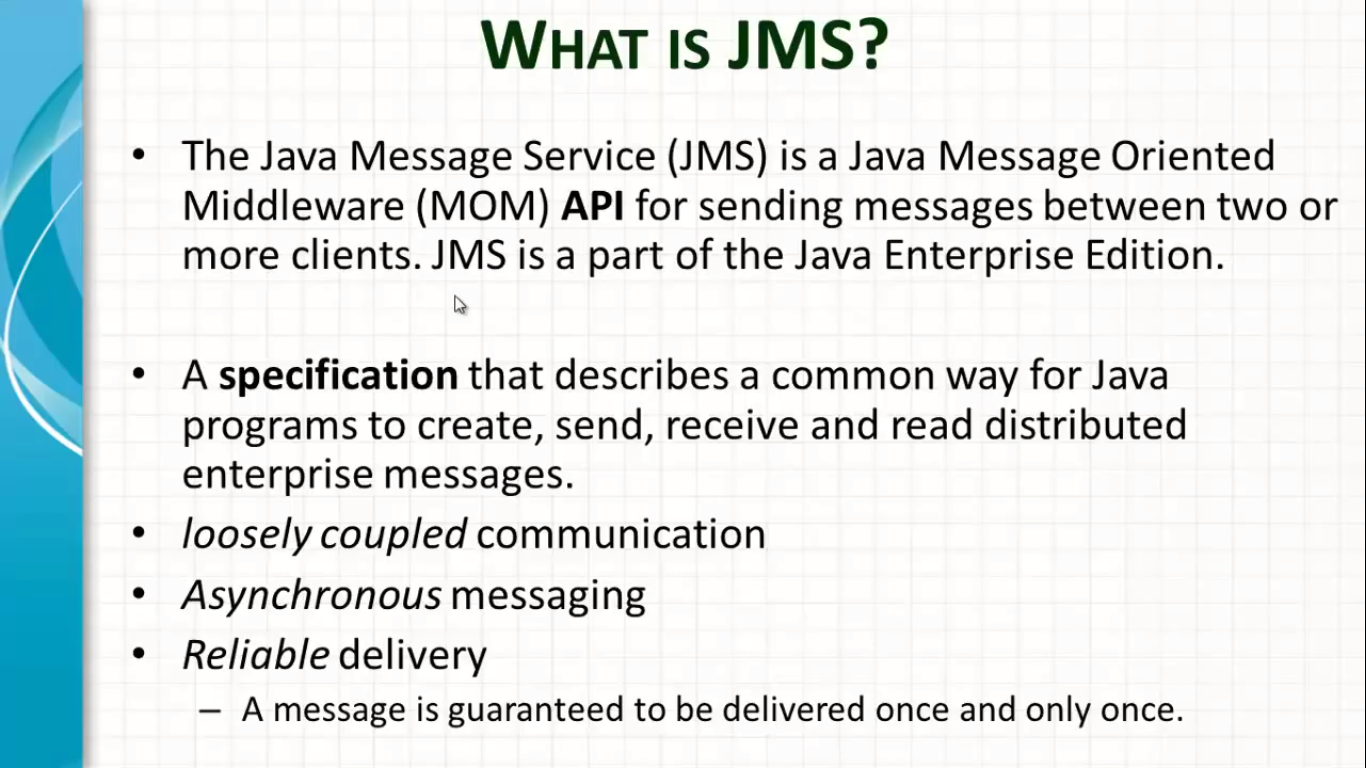 WHAT IS JMS?
• The Java Message Service (JMS) is a Java Message Oriented
Middleware (MOM) API for sending messages between two or
more clients. JMS is a part of the Java Enterprise Edition.
• A specification that describes a common way for Java
programs to create, send, receive and read distributed
enterprise messages.
• loosely coupled communication
• Asynchronous messaging
• Reliable delivery
– A message is guaranteed to be delivered once and only once.